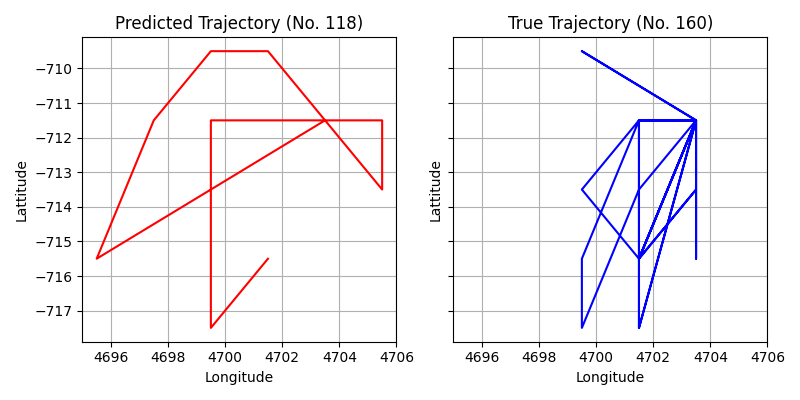 Predicted Trajectory (No. 118)
True Trajectory (No. 160)
−710
−711
−712
−713
−714
−715
−716
−717
Lattitude
Lattitude
4696 4698 4700 4702 4704 4706
4696 4698 4700 4702 4704 4706
Longitude
Longitude